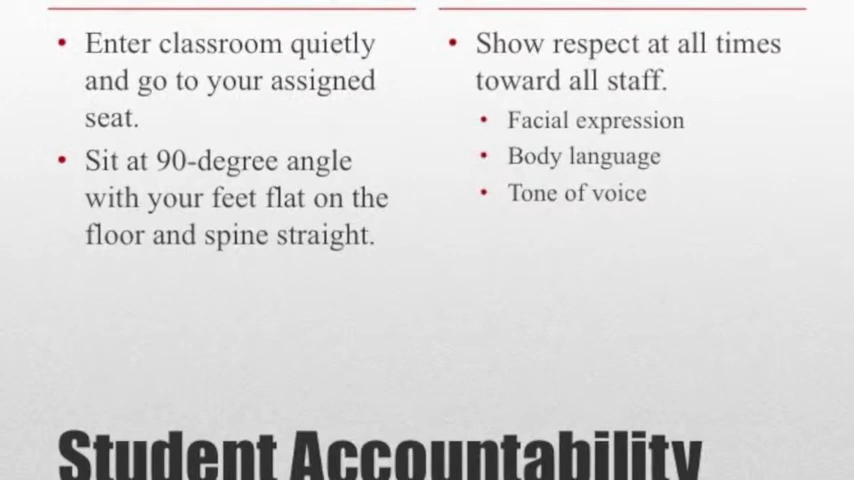 Enter classroom quietly
and go to your assigned
seat.
Sit at 90-degree angle
with your feet flat on the
floor and spine straight.
Show respect at all times
toward all staff.
Facial expression
Body language
Tone of voice
Student Accountability